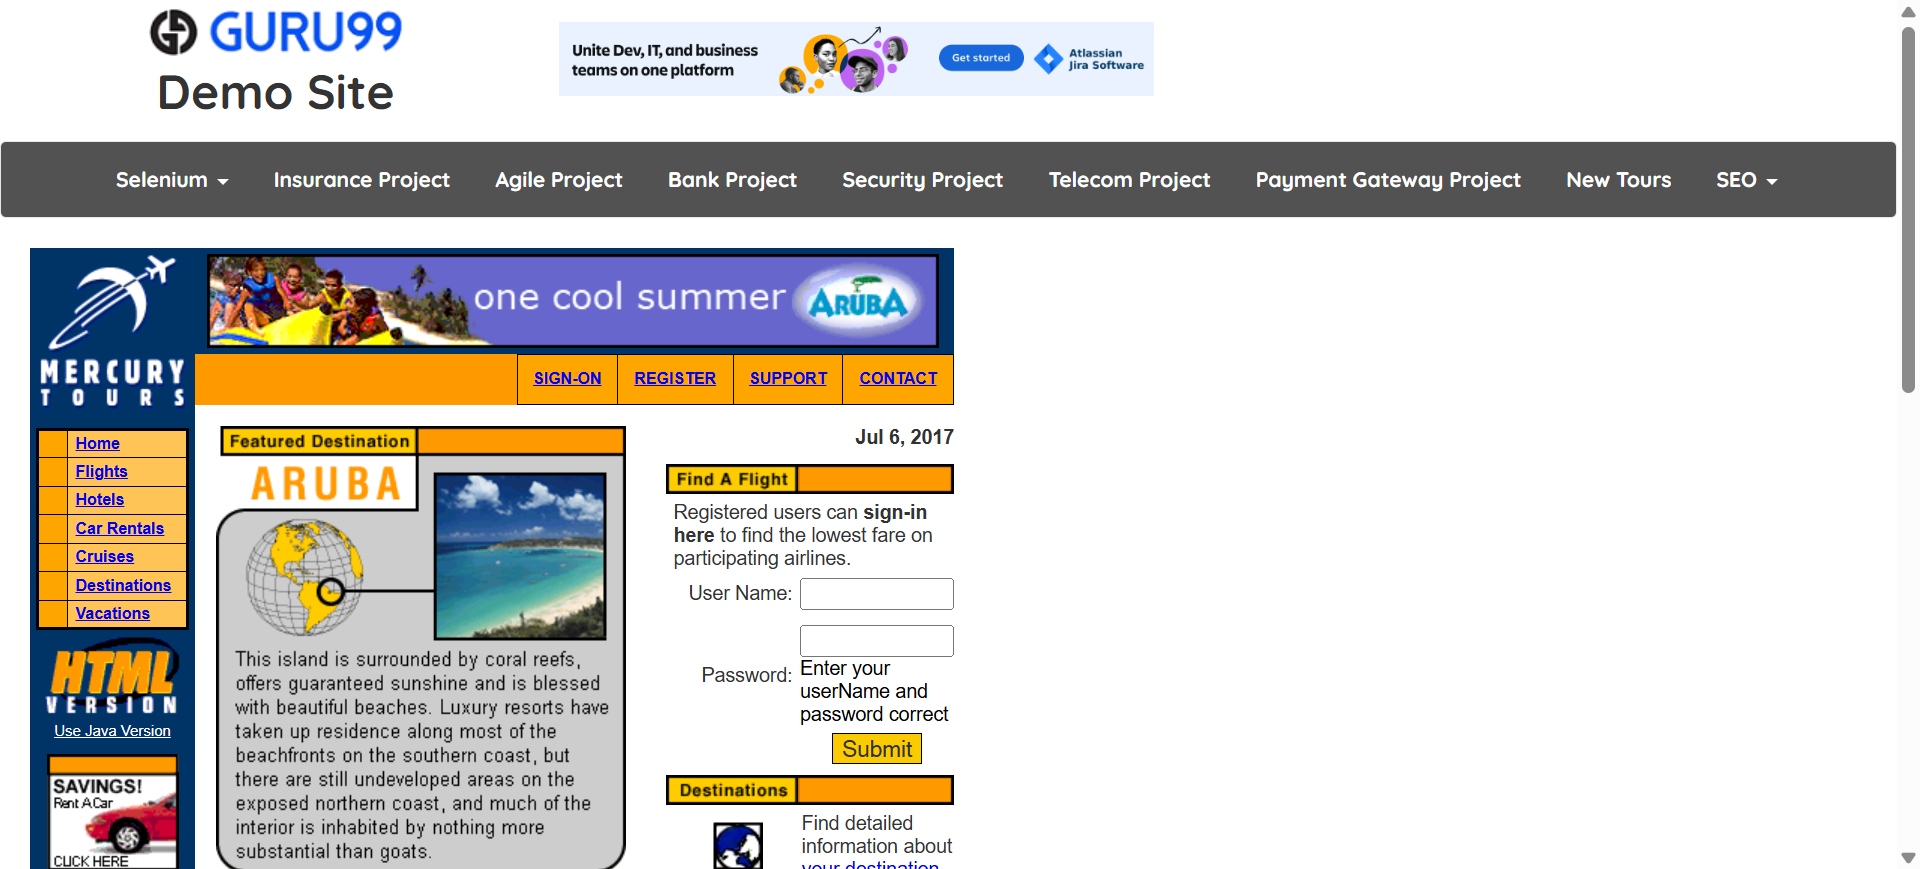 GURU99
Demo Site
Unite Dev, IT, and business
teams on one platform
Get started
Atlassian
Jira Software
Selenium
Insurance Project
Agile Project
Bank Project
Security Project
Telecom Project
Payment Gateway Project
New Tours
SEO
one cool summer
ARUBA
MERCURY
TOURS
SIGN-ON
REGISTER
SUPPORT
CONTACT
Home
Flights
Hotels
Car Rentals
Cruises
Destinations
Vacations
HTML
VERSION
Use Java Version
SAVINGS!
Rent A Car
CLICK HERE
Featured Destination
ARUBA
This island is surrounded by coral reefs,
offers guaranteed sunshine and is blessed
with beautiful beaches. Luxury resorts have
taken up residence along most of the
beachfronts on the southern coast, but
there are still undeveloped areas on the
exposed northern coast, and much of the
interior is inhabited by nothing more
substantial than goats.
Jul 6, 2017
Find A Flight
Registered users can sign-in
here to find the lowest fare on
participating airlines.
User Name:
Password:
Enter your
userName and
password correct
Submit
Destinations
Find detailed
information about
your destination